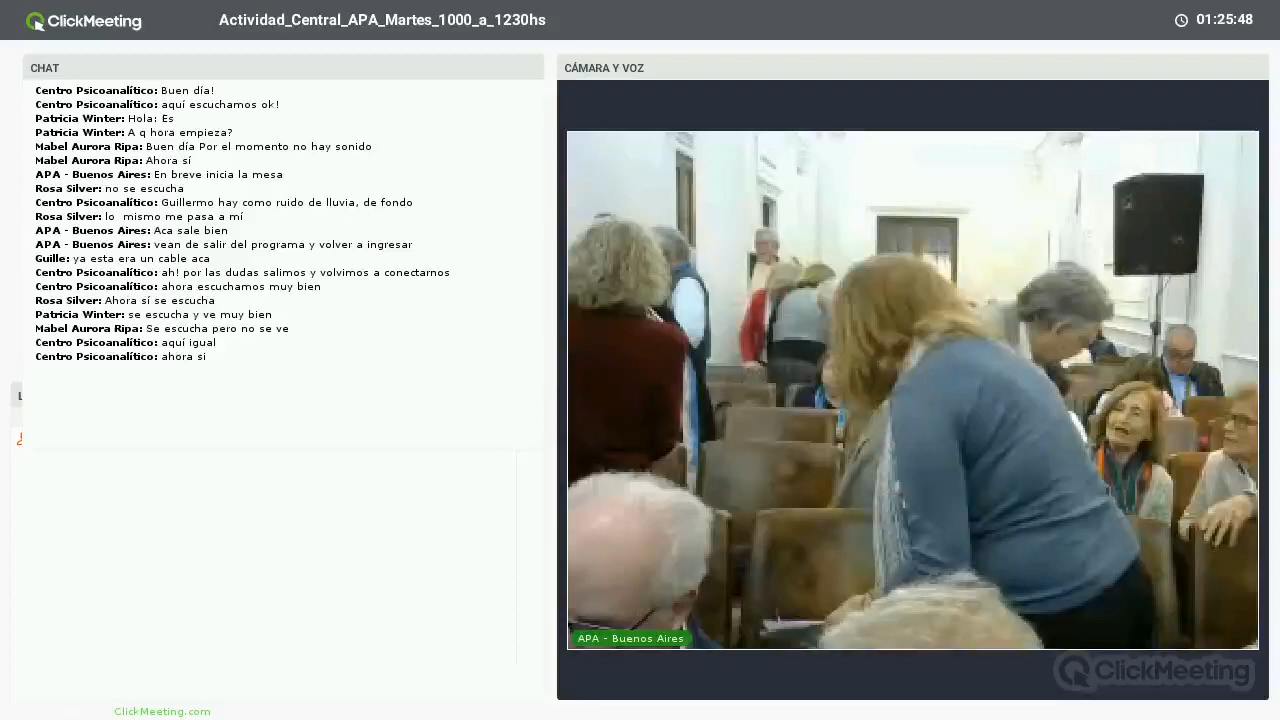 ClickMeeting
Actividad_Central_APA_Martes_1000_a_1230hs
01:25:48
CHAT
Centro Psicoanalítico: Buen día!
Centro Psicoanalítico: aquí escuchamos ok!
Patricia Winter: Hola: Es
Patricia Winter: A q hora empieza?
Mabel Aurora Ripa: Buen día Por el momento no hay sonido
Mabel Aurora Ripa: Ahora sí
APA - Buenos Aires: En breve inicia la mesa
Rosa Silver: no se escucha
Centro Psicoanalítico: Guillermo hay como ruido de lluvia, de fondo
Rosa Silver: lo  mismo me pasa a mí
APA - Buenos Aires: Aca sale bien
APA - Buenos Aires: vean de salir del programa y volver a ingresar
Guille: ya esta era un cable aca
Centro Psicoanalítico: ah! por las dudas salimos y volvimos a conectarnos
Centro Psicoanalítico: ahora escuchamos muy bien
Rosa Silver: Ahora sí se escucha
Patricia Winter: se escucha y ve muy bien
Mabel Aurora Ripa: Se escucha pero no se ve
Centro Psicoanalítico: aquí igual
Centro Psicoanalítico: ahora si
CÁMARA Y VOZ
APA - Buenos Aires
ClickMeeting
ClickMeeting.com